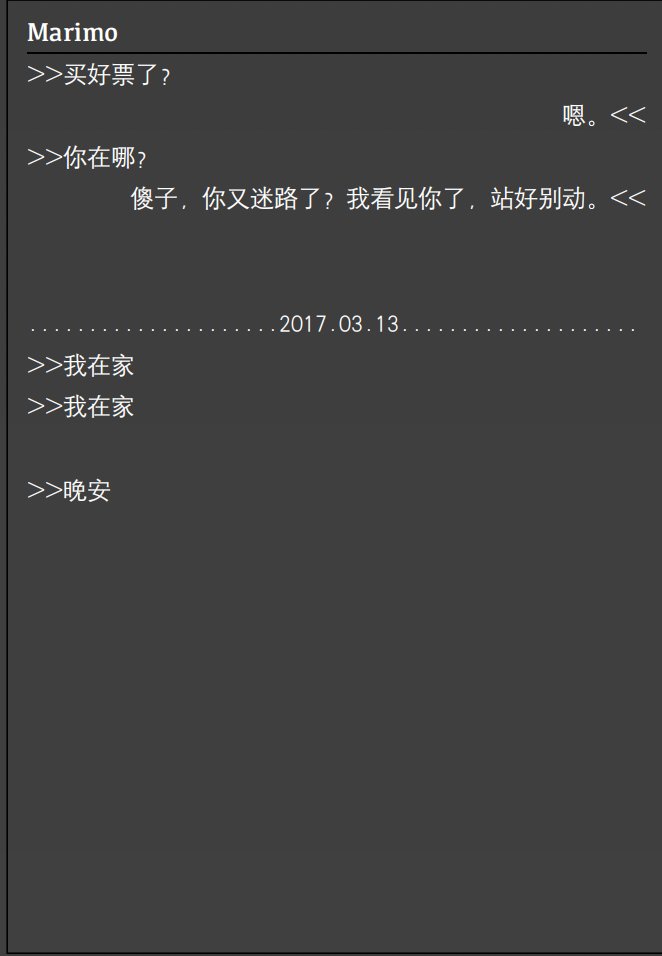 Marimo
>>买好票了？
嗯。<<
>>你在哪？
傻子，你又迷路了？我看见你了，站好别动。<<
.....................2017.03.13....................
>>我在家
>>我在家
>>晚安